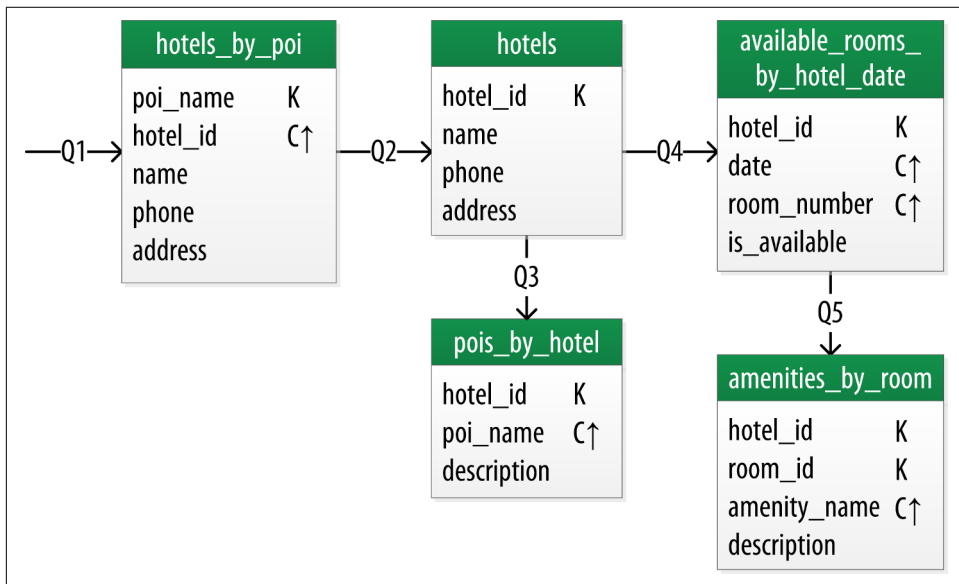 hotels_by_poi
poi_name K
hotel_id C↑
name
phone
address
Q1
Q2
hotels
hotel_id K
name
phone
address
Q4
available_rooms_
by_hotel_date
hotel_id K
date C↑
room_number C↑
is_available
Q3
pois_by_hotel
hotel_id K
poi_name C↑
description
Q5
amenities_by_room
hotel_id K
room_id K
amenity_name C↑
description